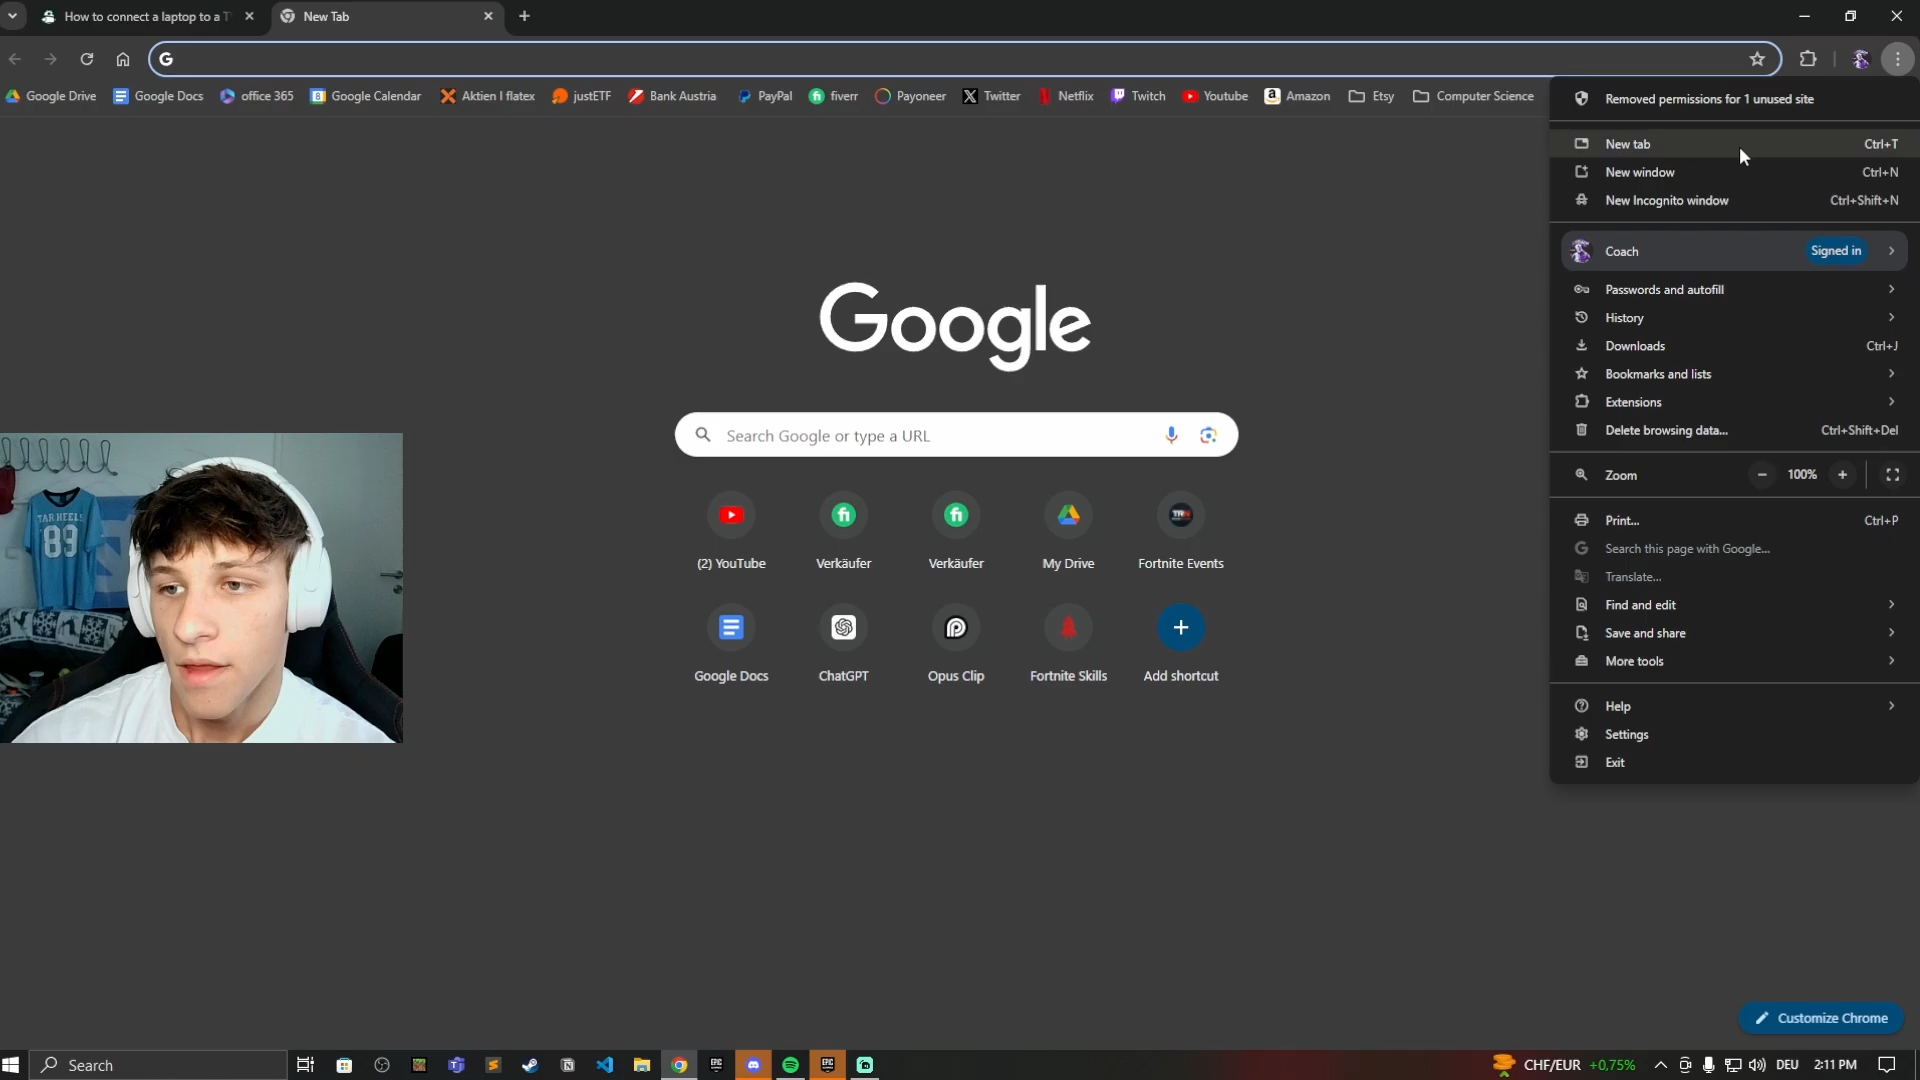 How to connect a laptop to a T
New Tab
Google Drive
Google Docs
office 365
Google Calendar
Aktien I flatex
justETF
Bank Austria
PayPal
fiverr
Payoneer
Twitter
Netflix
Twitch
Youtube
Amazon
Etsy
Computer Science
Removed permissions for 1 unused site
New tab Ctrl+T
New window Ctrl+N
New Incognito window Ctrl+Shift+N
Coach Signed in
Passwords and autofill
History
Downloads Ctrl+J
Bookmarks and lists
Extensions
Delete browsing data... Ctrl+Shift+Del
Zoom 100%
Print... Ctrl+P
Search this page with Google...
Translate...
Find and edit
Save and share
More tools
Help
Settings
Exit
Google
Search Google or type a URL
(2) YouTube
Verkäufer
Verkäufer
My Drive
Fortnite Events
Google Docs
ChatGPT
Opus Clip
Fortnite Skills
Add shortcut
TAR HEELS
89
Customize Chrome
Search
CHF/EUR +0,75%
DEU
2:11 PM